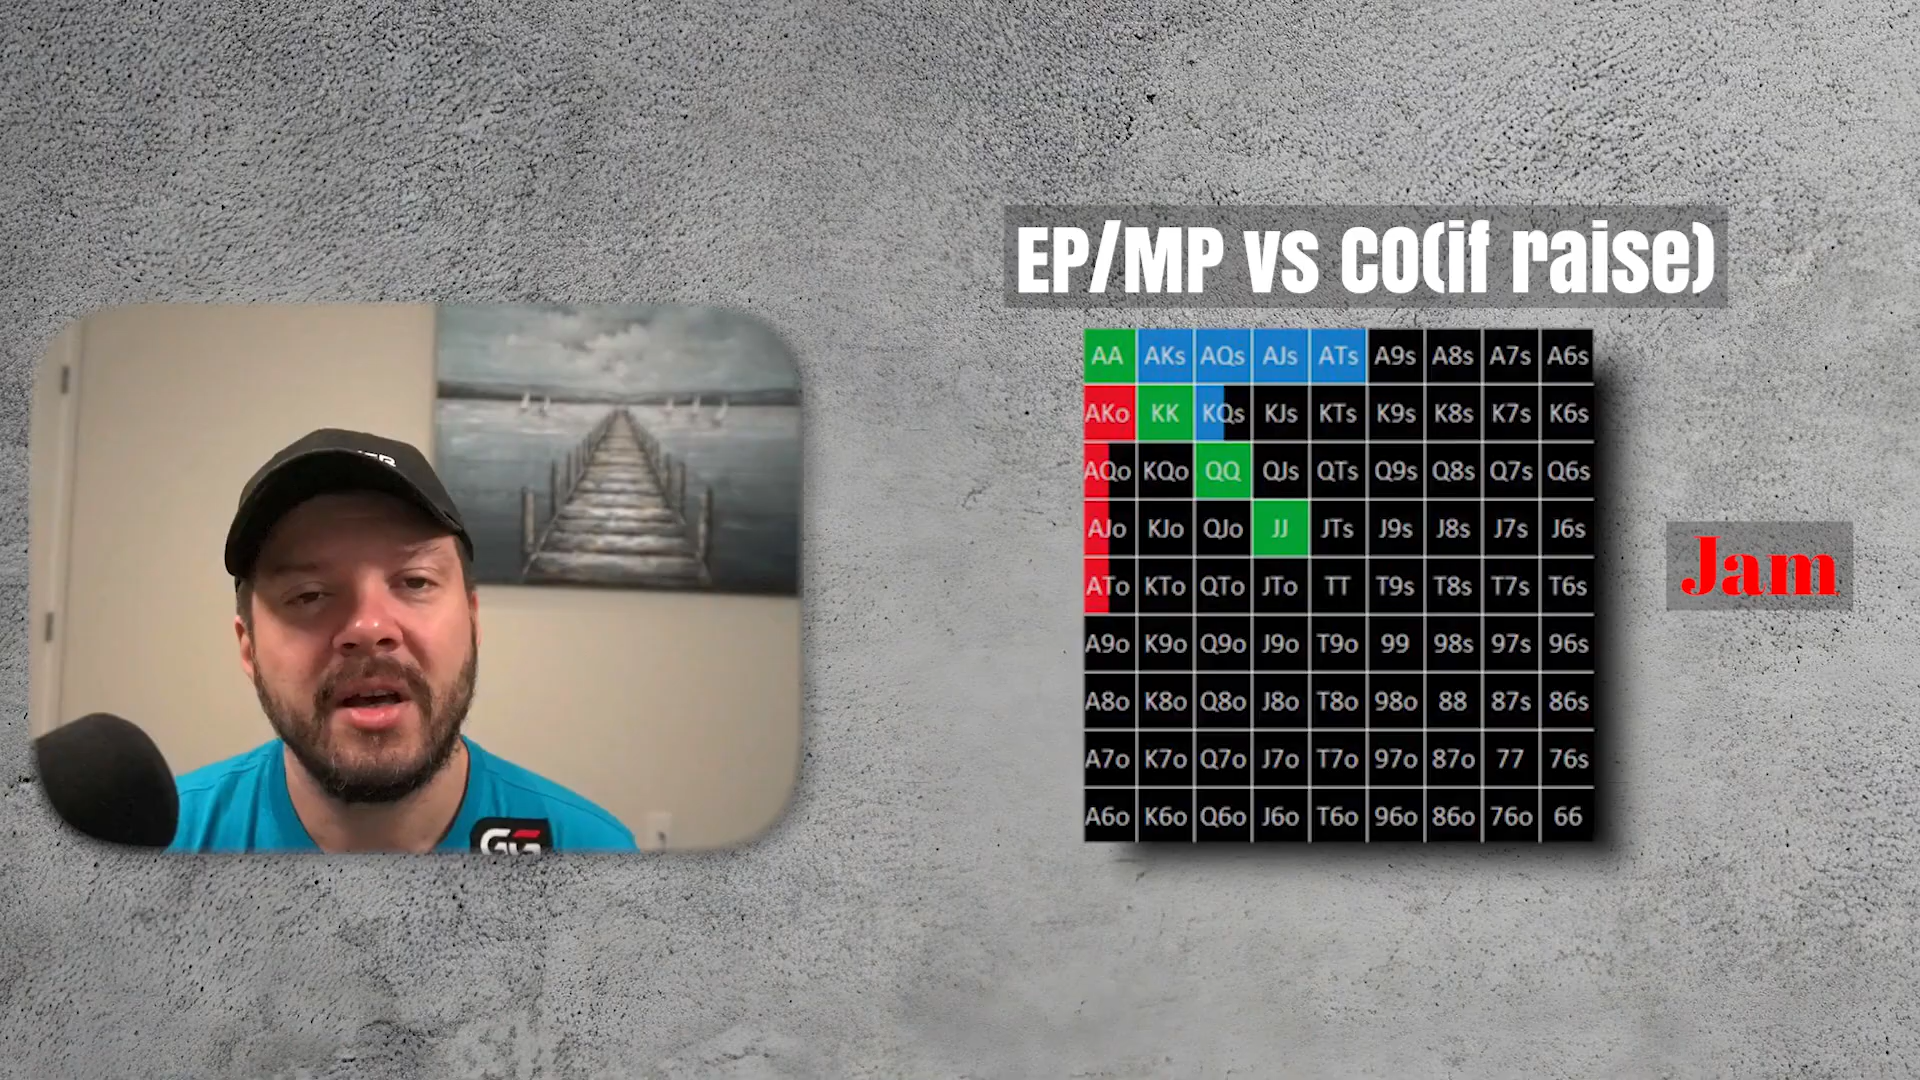 EP/MP VS CO(if raise)
AA AKs AQs AJs ATs A9s A8s A7s A6s
AKo KK KQs KJs KTs K9s K8s K7s K6s
AQo KQo QQ QJs QTs Q9s Q8s Q7s Q6s
AJo KJo QJo JJ JTs J9s J8s J7s J6s
ATo KTo QTo JTo TT T9s T8s T7s T6s
A9o K9o Q9o J9o T9o 99 98s 97s 96s
A8o K8o Q8o J8o T8o 98o 88 87s 86s
A7o K7o Q7o J7o T7o 97o 87o 77 76s
A6o K6o Q6o J6o T6o 96o 86o 76o 66
Jam
GG